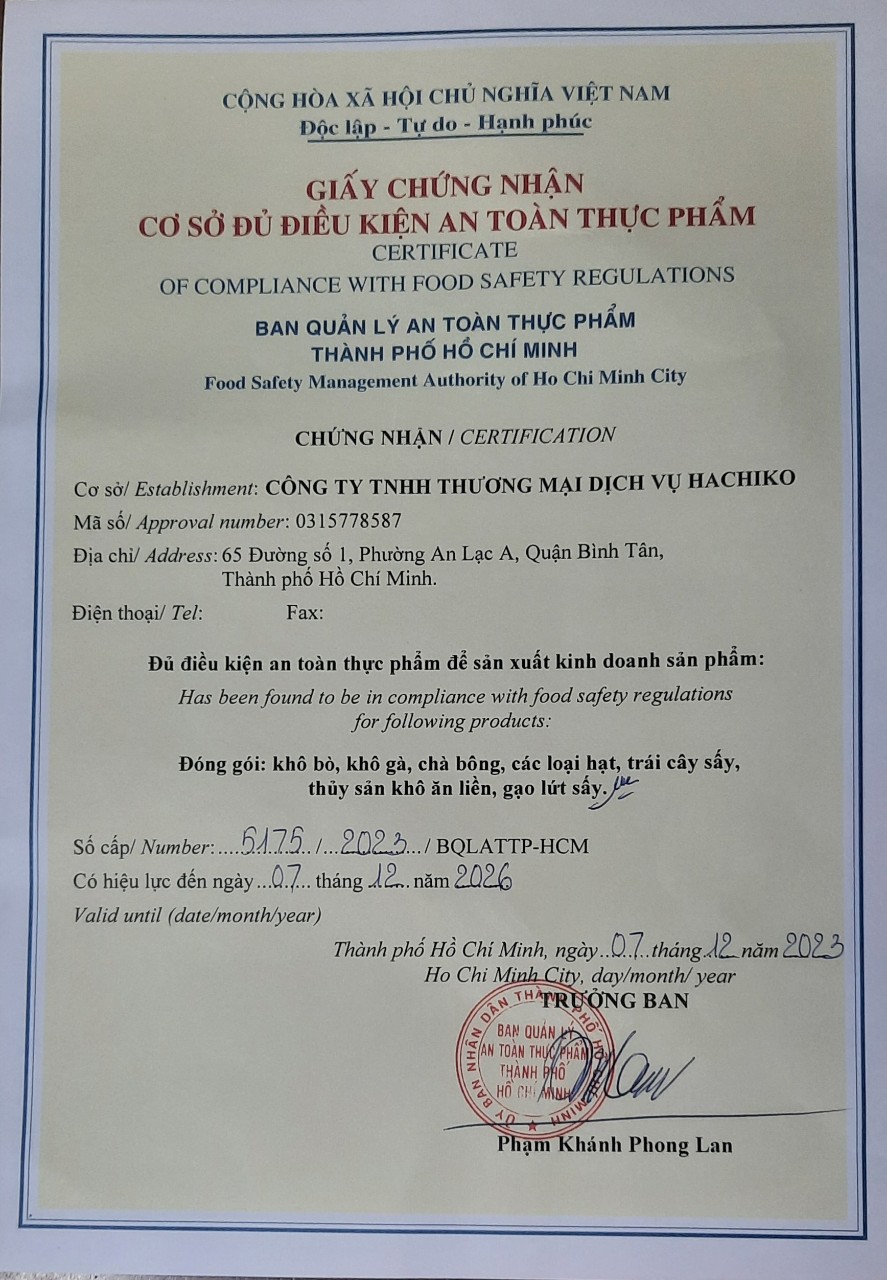 CỘNG HÒA XÃ HỘI CHỦ NGHĨA VIỆT NAM
Độc lập - Tự do - Hạnh phúc
GIẤY CHỨNG NHẬN
CƠ SỞ ĐỦ ĐIỀU KIỆN AN TOÀN THỰC PHẨM
CERTIFICATE
OF COMPLIANCE WITH FOOD SAFETY REGULATIONS
BAN QUẢN LÝ AN TOÀN THỰC PHẨM
THÀNH PHỐ HỒ CHÍ MINH
Food Safety Management Authority of Ho Chi Minh City
CHỨNG NHẬN / CERTIFICATION
Cơ sở/ Establishment: CÔNG TY TNHH THƯƠNG MẠI DỊCH VỤ HACHIKO
Mã số/ Approval number: 0315778587
Địa chỉ/ Address: 65 Đường số 1, Phường An Lạc A, Quận Bình Tân,
Thành phố Hồ Chí Minh.
Điện thoại/ Tel: Fax:
Đủ điều kiện an toàn thực phẩm để sản xuất kinh doanh sản phẩm:
Has been found to be in compliance with food safety regulations
for following products:
Đóng gói: khô bò, khô gà, chà bông, các loại hạt, trái cây sấy,
thủy sản khô ăn liền, gạo lứt sấy.
Số cấp/ Number:....5175../...2023.../ BQLATTP-HCM
Có hiệu lực đến ngày...07... tháng .12... năm 2026
Valid until (date/month/year)
Thành phố Hồ Chí Minh, ngày..07..tháng.12 năm 2023
Ho Chi Minh City, day/month/ year
TRƯỞNG BAN
ỦY BAN NHÂN DÂN THÀNH PHỐ HỒ CHÍ MINH
BAN QUẢN LÝ
AN TOÀN THỰC PHẨM
THÀNH PHỐ
HỒ CHÍ MINH
Phạm Khánh Phong Lan